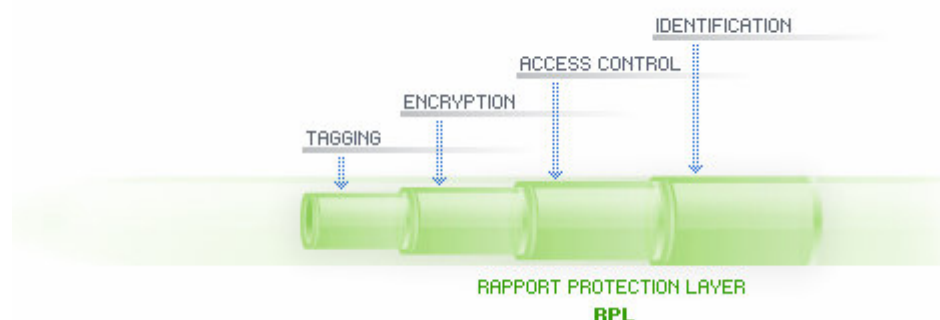 IDENTIFICATION
ACCESS CONTROL
ENCRYPTION
TAGGING
RAPPORT PROTECTION LAYER
RPL